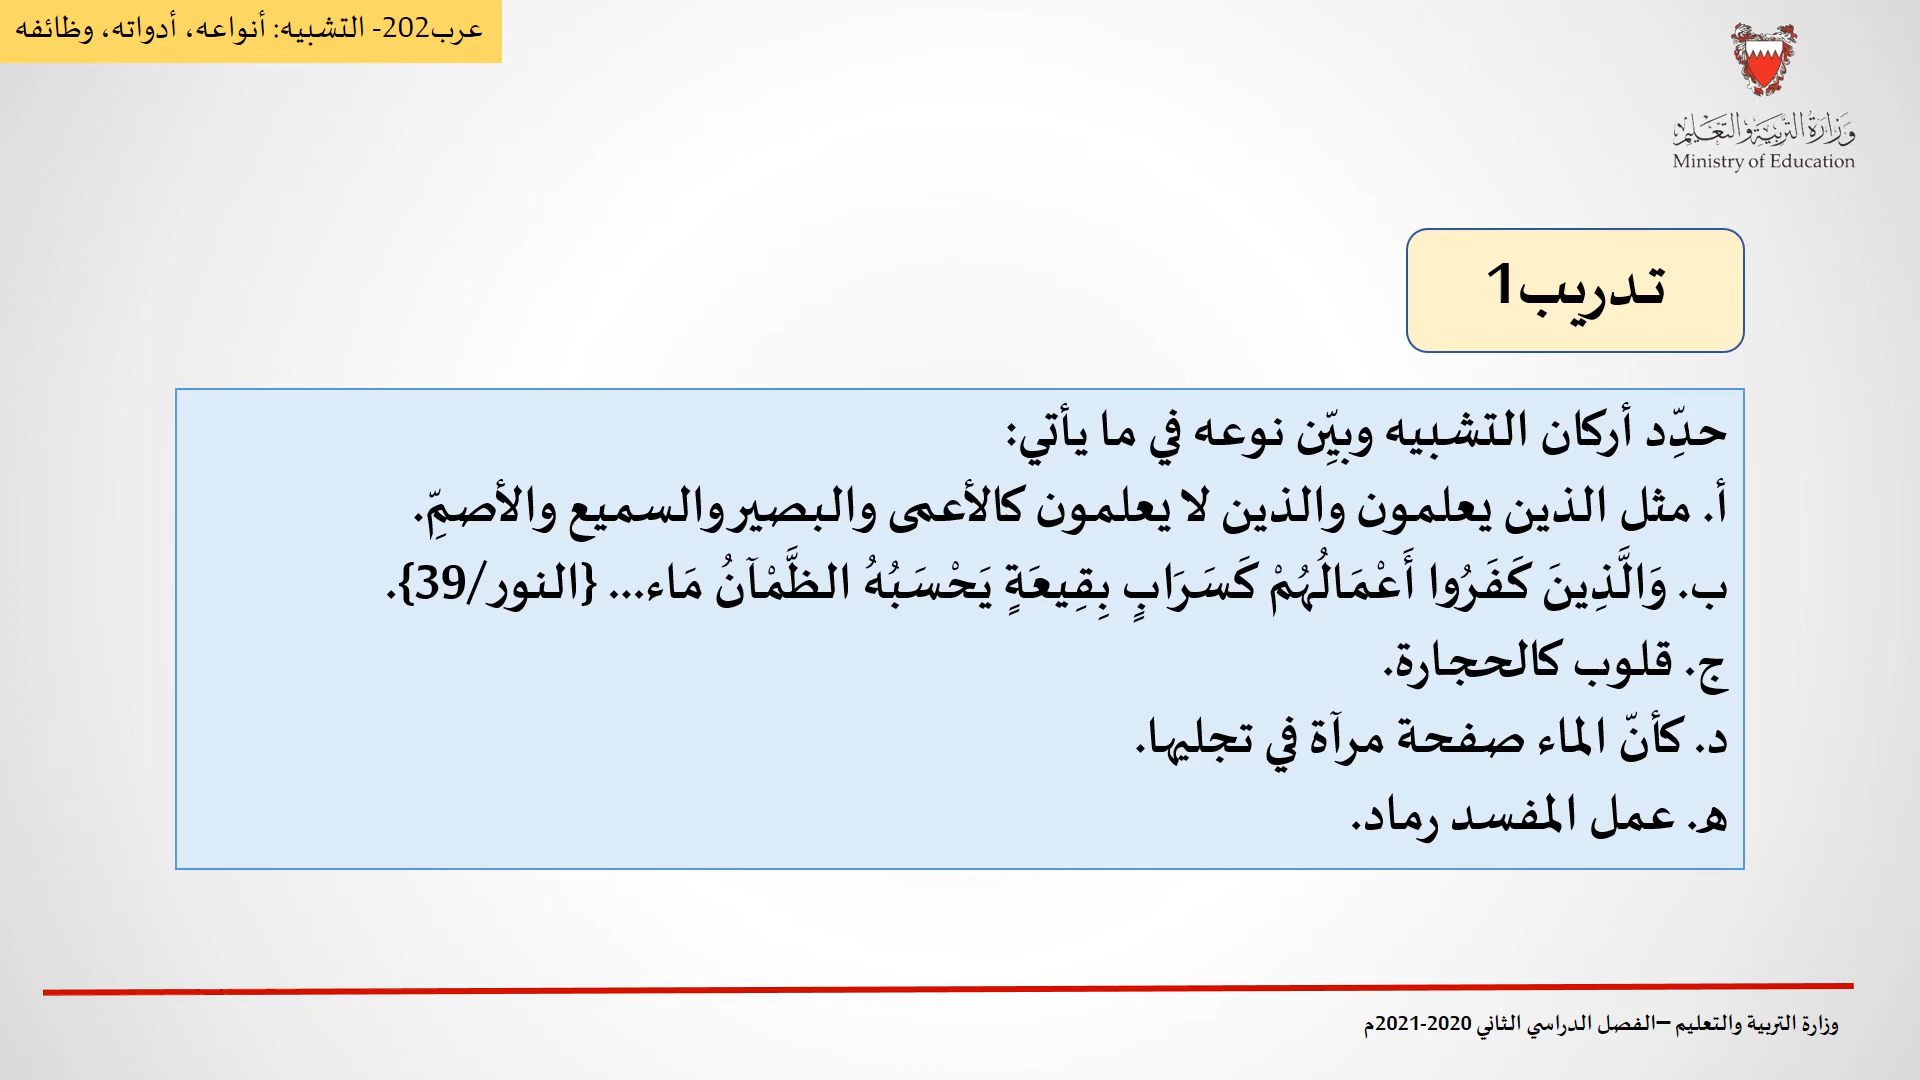 عرب202- التشبيه: أنواعه، أدواته، وظائفه
وزارة التربية والتعليم
Ministry of Education
تدريب1
حدِّد أركان التشبيه وبيِّن نوعه في ما يأتي:
أ. مثل الذين يعلمون والذين لا يعلمون كالأعمى والبصير والسميع والأصمِّ.
ب. وَالَّذِينَ كَفَرُوا أَعْمَالُهُمْ كَسَرَابٍ بِقِيعَةٍ يَحْسَبُهُ الظَّمْآنُ مَاء... {النور/39}.
ج. قلوب كالحجارة.
د. كأنّ الماء صفحة مرآة في تجليها.
ه. عمل المفسد رماد.
وزارة التربية والتعليم –الفصل الدراسي الثاني 2020-2021م